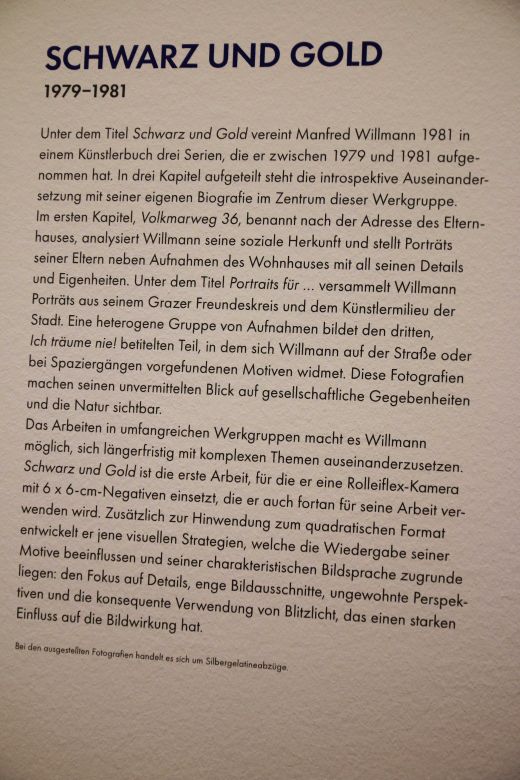 SCHWARZ UND GOLD
1979–1981
Unter dem Titel Schwarz und Gold vereint Manfred Willmann 1981 in
einem Künstlerbuch drei Serien, die er zwischen 1979 und 1981 aufge-
nommen hat. In drei Kapitel aufgeteilt steht die introspektive Auseinander-
setzung mit seiner eigenen Biografie im Zentrum dieser Werkgruppe.
Im ersten Kapitel, Volkmarweg 36, benannt nach der Adresse des Eltern-
hauses, analysiert Willmann seine soziale Herkunft und stellt Porträts
seiner Eltern neben Aufnahmen des Wohnhauses mit all seinen Details
und Eigenheiten. Unter dem Titel Portraits für ... versammelt Willmann
Porträts aus seinem Grazer Freundeskreis und dem Künstlermilieu der
Stadt. Eine heterogene Gruppe von Aufnahmen bildet den dritten,
Ich träume nie! betitelten Teil, in dem sich Willmann auf der Straße oder
bei Spaziergängen vorgefundenen Motiven widmet. Diese Fotografien
machen seinen unvermittelten Blick auf gesellschaftliche Gegebenheiten
und die Natur sichtbar.
Das Arbeiten in umfangreichen Werkgruppen macht es Willmann
möglich, sich längerfristig mit komplexen Themen auseinanderzusetzen.
Schwarz und Gold ist die erste Arbeit, für die er eine Rolleiflex-Kamera
mit 6 x 6-cm-Negativen einsetzt, die er auch fortan für seine Arbeit ver-
wenden wird. Zusätzlich zur Hinwendung zum quadratischen Format
entwickelt er jene visuellen Strategien, welche die Wiedergabe seiner
Motive beeinflussen und seiner charakteristischen Bildsprache zugrunde
liegen: den Fokus auf Details, enge Bildausschnitte, ungewohnte Perspek-
tiven und die konsequente Verwendung von Blitzlicht, das einen starken
Einfluss auf die Bildwirkung hat.
Bei den ausgestellten Fotografien handelt es sich um Silbergelatineabzüge.